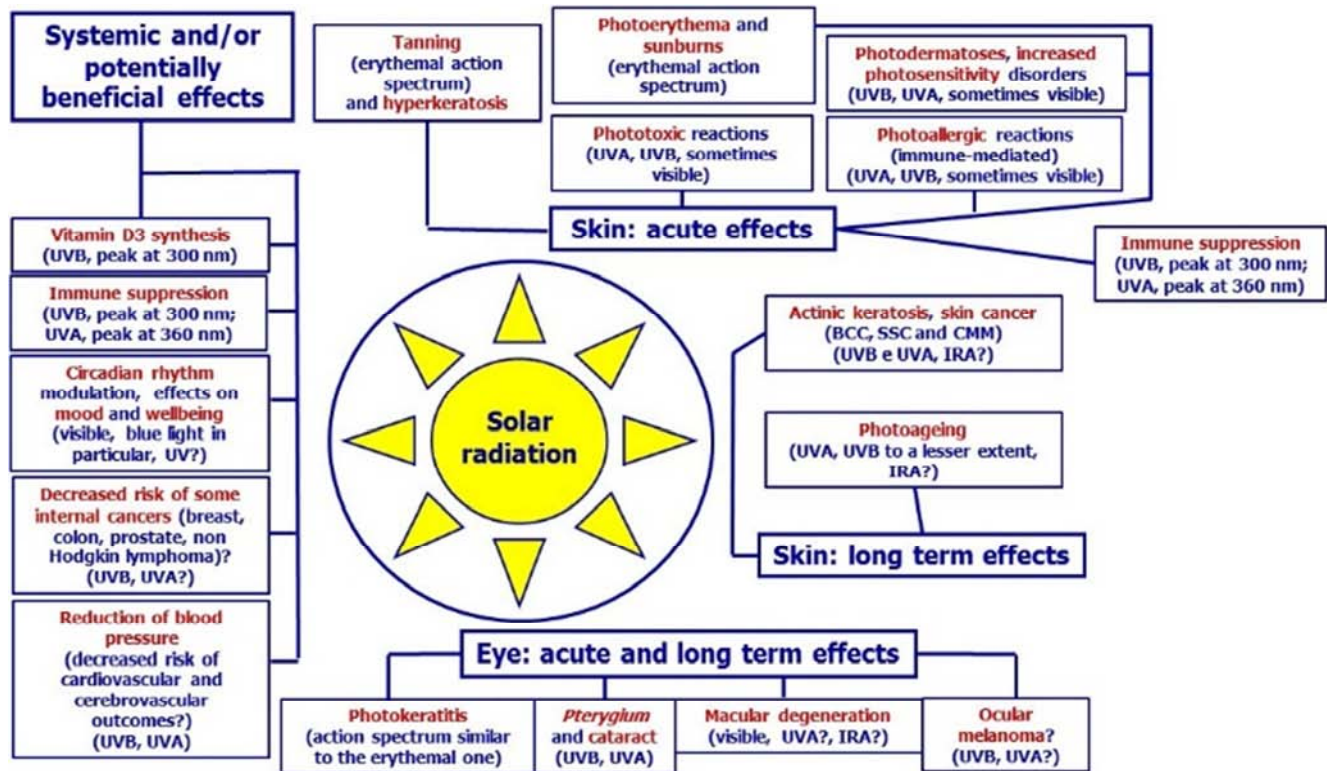 Systemic and/or
potentially
beneficial effects
Vitamin D3 synthesis
(UVB, peak at 300 nm)
Immune suppression
(UVB, peak at 300 nm;
UVA, peak at 360 nm)
Circadian rhythm
modulation, effects on
mood and wellbeing
(visible, blue light in
particular, UV?)
Decreased risk of some
internal cancers (breast,
colon, prostate, non
Hodgkin lymphoma)?
(UVB, UVA?)
Reduction of blood
pressure
(decreased risk of
cardiovascular and
cerebrovascular
outcomes?)
(UVB, UVA)
Tanning
(erythemal action
spectrum)
and hyperkeratosis
Photoerythema and
sunburns
(erythemal action
spectrum)
Photodermatoses, increased
photosensitivity disorders
(UVB, UVA, sometimes visible)
Phototoxic reactions
(UVA, UVB, sometimes
visible)
Photoallergic reactions
(immune-mediated)
(UVA, UVB, sometimes visible)
Skin: acute effects
Immune suppression
(UVB, peak at 300 nm;
UVA, peak at 360 nm)
Solar
radiation
Actinic keratosis, skin cancer
(BCC, SSC and CMM)
(UVB e UVA, IRA?)
Photoageing
(UVA, UVB to a lesser extent,
IRA?)
Skin: long term effects
Eye: acute and long term effects
Photokeratitis
(action spectrum similar
to the erythemal one)
Pterygium
and cataract
(UVB, UVA)
Macular degeneration
(visible, UVA?, IRA?)
Ocular
melanoma?
(UVB, UVA?)